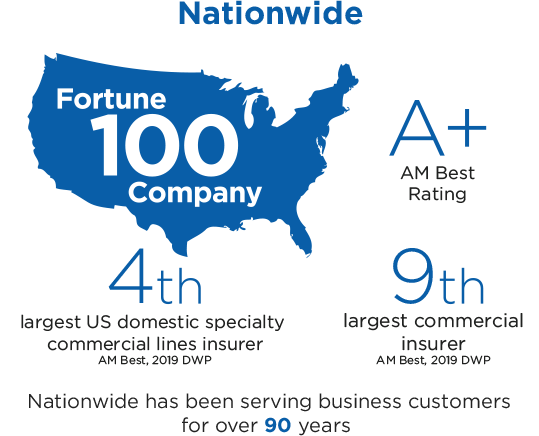 Nationwide
Fortune
100
Company
A+
AM Best
Rating
4th
largest US domestic specialty
commercial lines insurer
AM Best, 2019 DWP
9th
largest commercial
insurer
AM Best, 2019 DWP
Nationwide has been serving business customers
for over 90 years